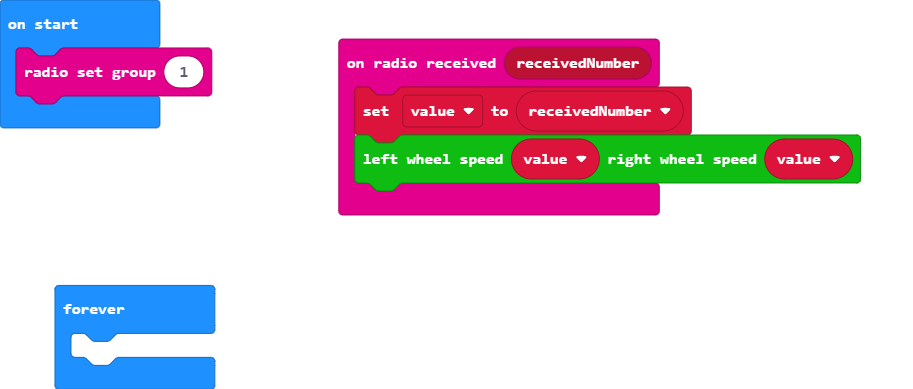 on start
radio set group 1
on radio received receivedNumber
set value to receivedNumber
left wheel speed value right wheel speed value
forever